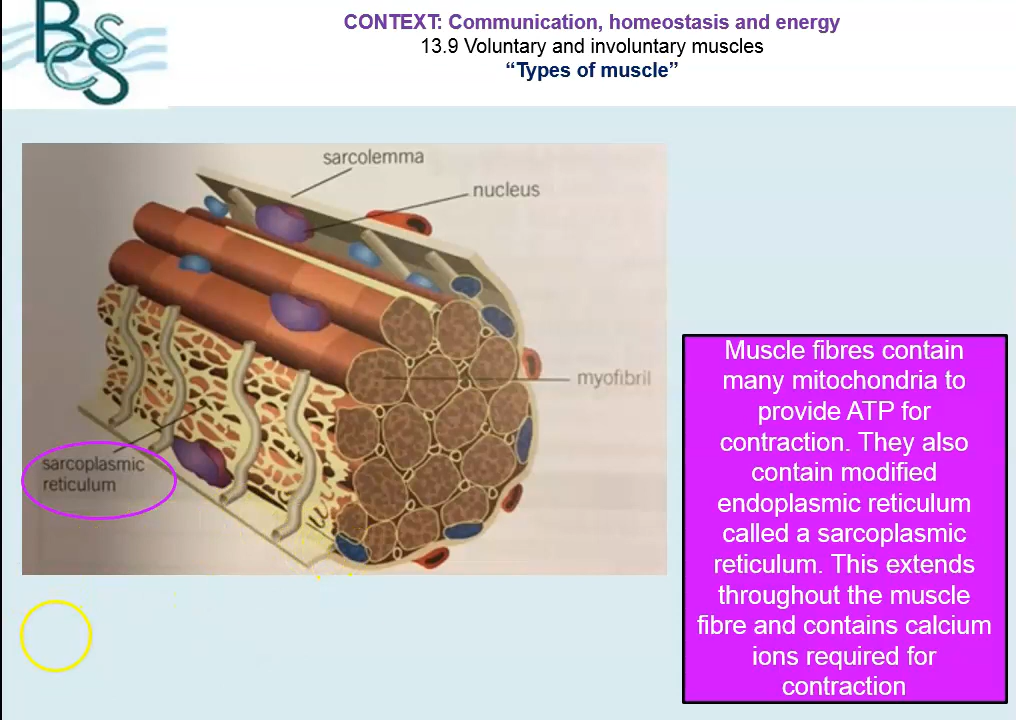 BCSS
CONTEXT: Communication, homeostasis and energy
13.9 Voluntary and involuntary muscles
“Types of muscle”
sarcolemma
nucleus
myofibril
sarcoplasmic
reticulum
Muscle fibres contain
many mitochondria to
provide ATP for
contraction. They also
contain modified
endoplasmic reticulum
called a sarcoplasmic
reticulum. This extends
throughout the muscle
fibre and contains calcium
ions required for
contraction